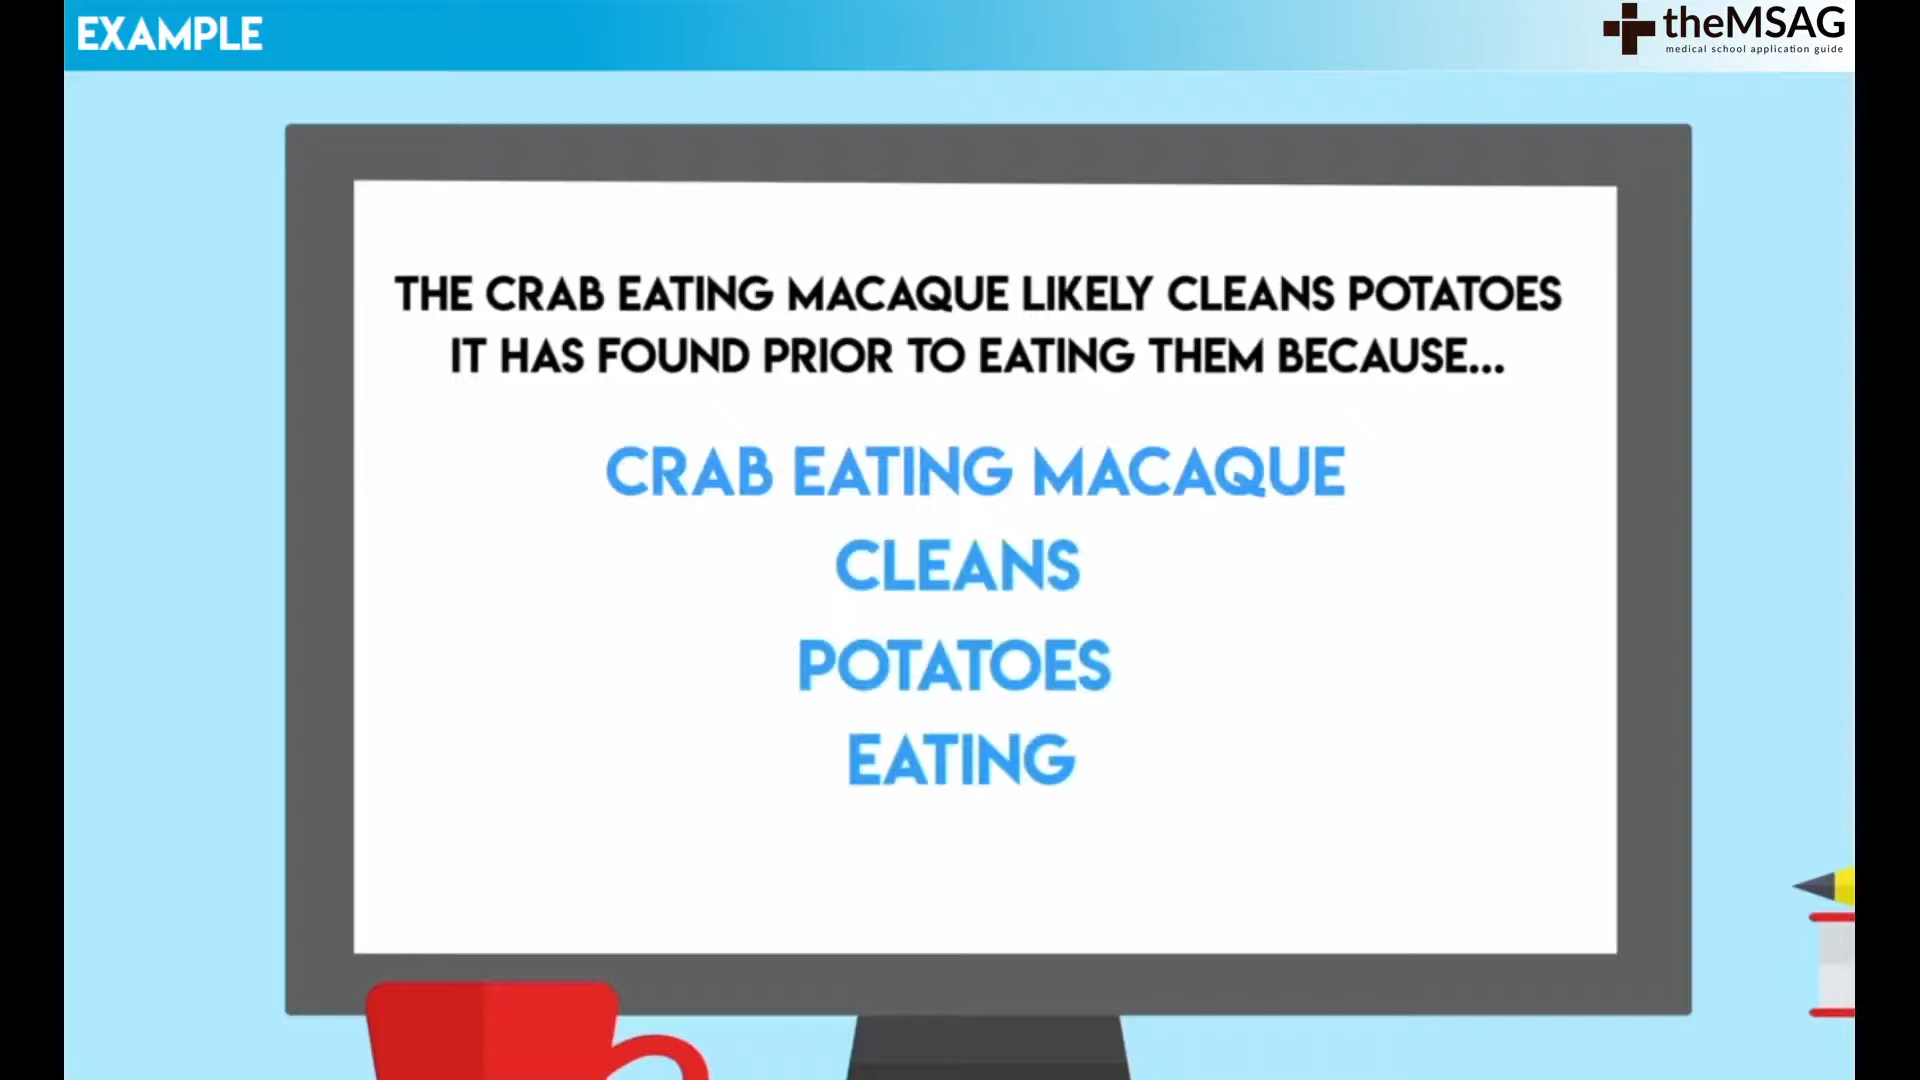 EXAMPLE
theMSAG
medical school application guide
THE CRAB EATING MACAQUE LIKELY CLEANS POTATOES
IT HAS FOUND PRIOR TO EATING THEM BECAUSE...
CRAB EATING MACAQUE
CLEANS
POTATOES
EATING